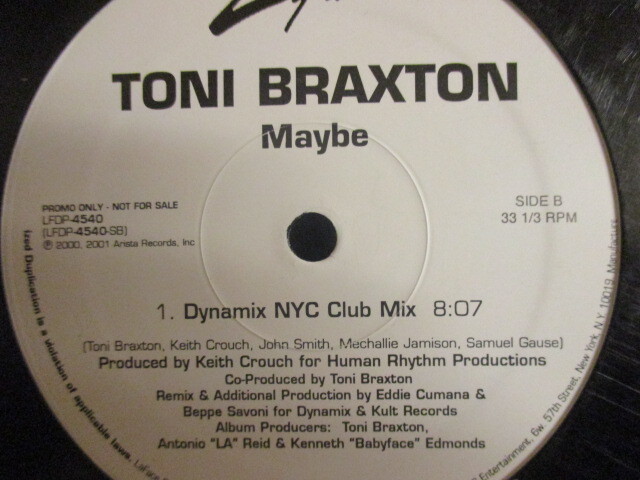 TONI BRAXTON
Maybe
PROMO ONLY - NOT FOR SALE
LFDP-4540
(LFDP-4540-SB)
℗ 2000, 2001 Arista Records, Inc
SIDE B
33 1/3 RPM
1. Dynamix NYC Club Mix 8:07
(Toni Braxton, Keith Crouch, John Smith, Mechallie Jamison, Samuel Gause)
Produced by Keith Crouch for Human Rhythm Productions
Co-Produced by Toni Braxton
Remix & Additional Production by Eddie Cumana &
Beppe Savoni for Dynamix & Kult Records
Album Producers: Toni Braxton,
Antonio "LA" Reid & Kenneth "Babyface" Edmonds
ized Duplication is a violation of applicable laws. LaFace
Entertainment, 6w 57th Street, New York, N.Y. 10019. Manufactur